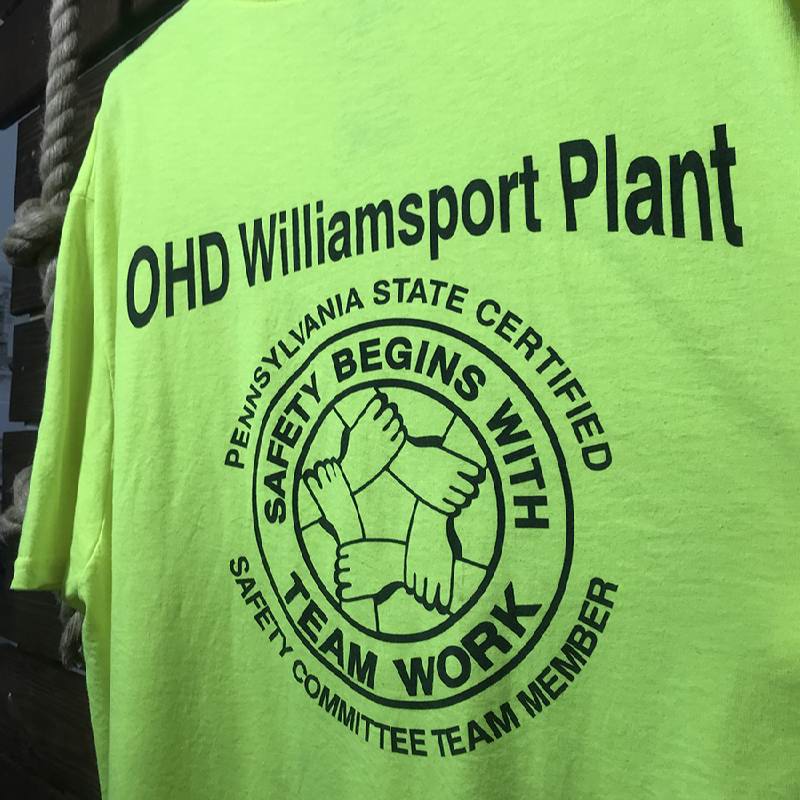 OHD Williamsport Plant
PENNSYLVANIA STATE CERTIFIED
SAFETY BEGINS WITH
TEAM WORK
SAFETY COMMITTEE TEAM MEMBER